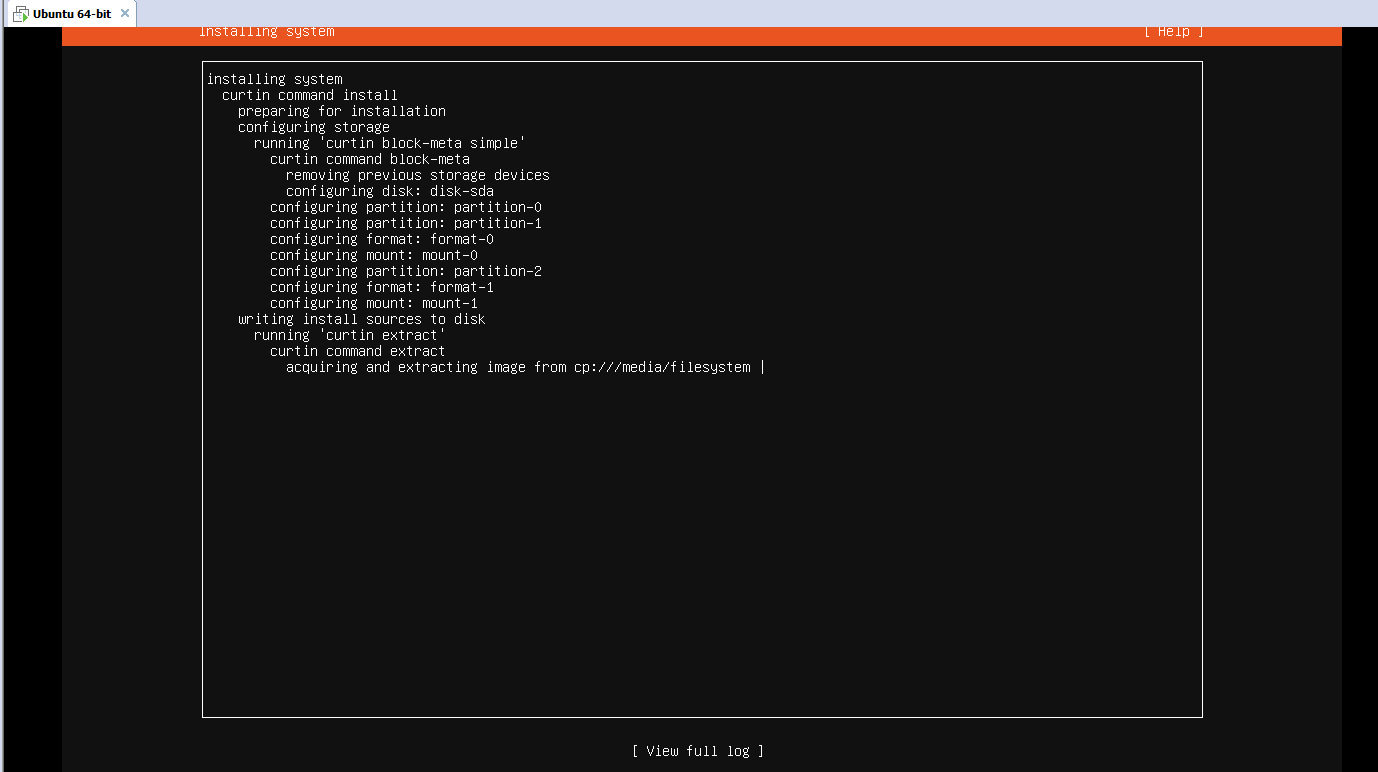 Ubuntu 64-bit ×
Installing system [ Help ]
installing system
curtin command install
preparing for installation
configuring storage
running 'curtin block-meta simple'
curtin command block-meta
removing previous storage devices
configuring disk: disk-sda
configuring partition: partition-0
configuring partition: partition-1
configuring format: format-0
configuring mount: mount-0
configuring partition: partition-2
configuring format: format-1
configuring mount: mount-1
writing install sources to disk
running 'curtin extract'
curtin command extract
acquiring and extracting image from cp:///media/filesystem |
[ View full log ]